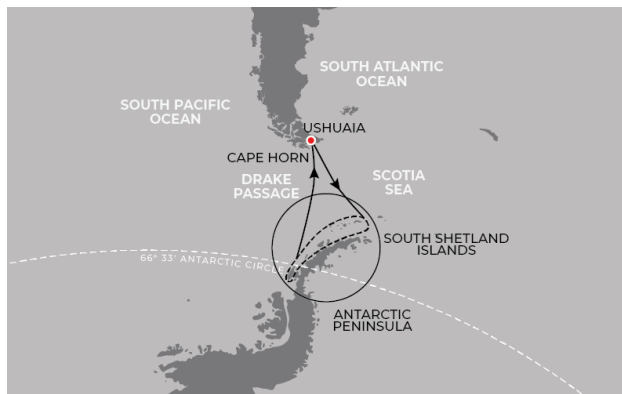 SOUTH ATLANTIC
OCEAN
SOUTH PACIFIC
OCEAN
USHUAIA
CAPE HORN
DRAKE
PASSAGE
SCOTIA
SEA
SOUTH SHETLAND
ISLANDS
66° 33' ANTARCTIC CIRCLE
ANTARCTIC
PENINSULA